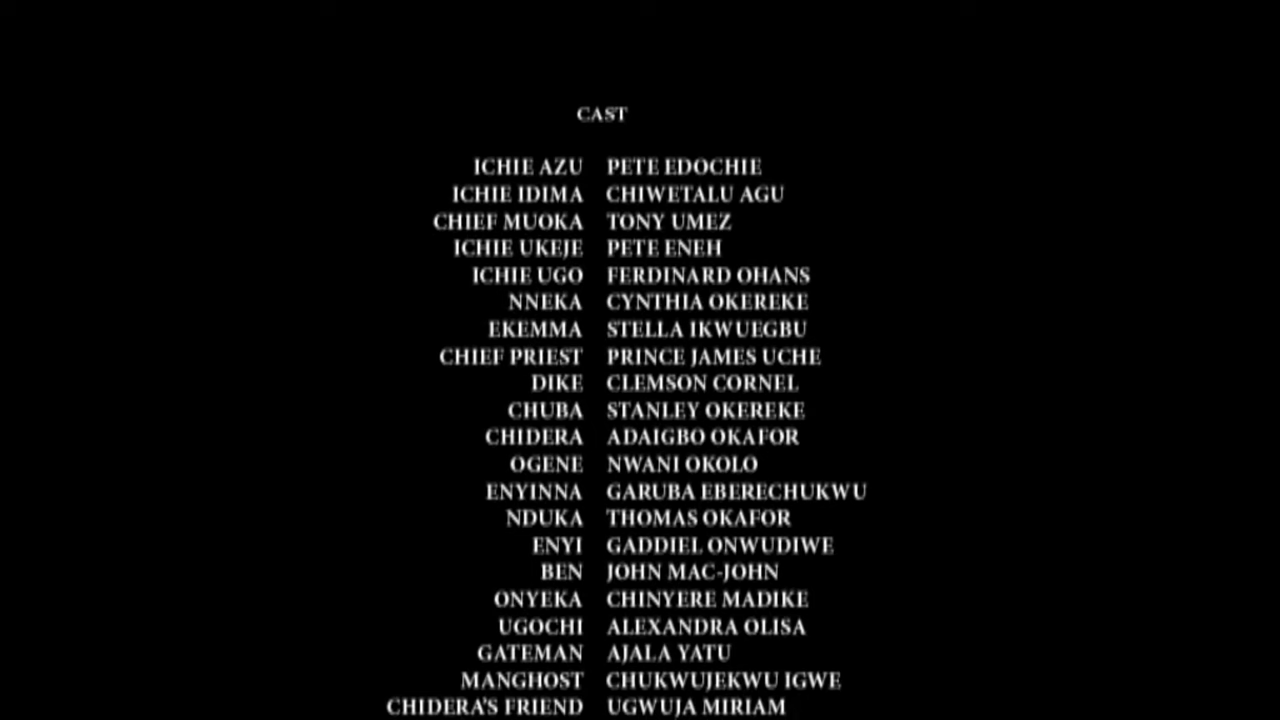 CAST
ICHIE AZU PETE EDOCHIE
ICHIE IDIMA CHIWETALU AGU
CHIEF MUOKA TONY UMEZ
ICHIE UKEJE PETE ENEH
ICHIE UGO FERDINARD OHANS
NNEKA CYNTHIA OKEREKE
EKEMMA STELLA IKWUEGBU
CHIEF PRIEST PRINCE JAMES UCHE
DIKE CLEMSON CORNEL
CHUBA STANLEY OKEREKE
CHIDERA ADAIGBO OKAFOR
OGENE NWANI OKOLO
ENYINNA GARUBA EBERECHUKWU
NDUKA THOMAS OKAFOR
ENYI GADDIEL ONWUDIWE
BEN JOHN MAC-JOHN
ONYEKA CHINYERE MADIKE
UGOCHI ALEXANDRA OLISA
GATEMAN AJALA YATU
MANGHOST CHUKWUJEKWU IGWE
CHIDERA'S FRIEND UGWUJA MIRIAM